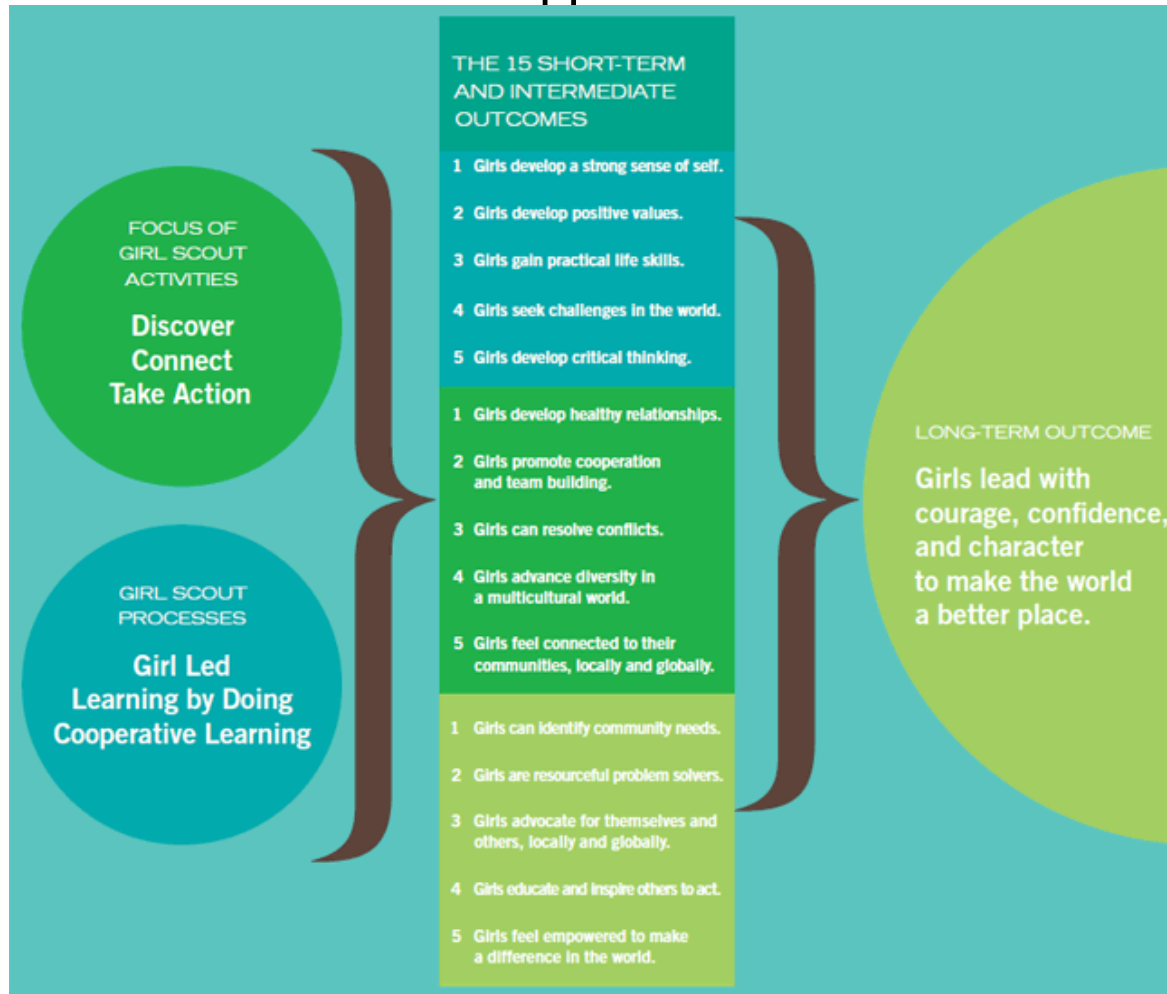 FOCUS OF
GIRL SCOUT
ACTIVITIES
Discover
Connect
Take Action
GIRL SCOUT
PROCESSES
Girl Led
Learning by Doing
Cooperative Learning
THE 15 SHORT-TERM
AND INTERMEDIATE
OUTCOMES
1 Girls develop a strong sense of self.
2 Girls develop positive values.
3 Girls gain practical life skills.
4 Girls seek challenges in the world.
5 Girls develop critical thinking.
1 Girls develop healthy relationships.
2 Girls promote cooperation
and team building.
3 Girls can resolve conflicts.
4 Girls advance diversity in
a multicultural world.
5 Girls feel connected to their
communities, locally and globally.
1 Girls can identify community needs.
2 Girls are resourceful problem solvers.
3 Girls advocate for themselves and
others, locally and globally.
4 Girls educate and inspire others to act.
5 Girls feel empowered to make
a difference in the world.
LONG-TERM OUTCOME
Girls lead with
courage, confidence,
and character
to make the world
a better place.